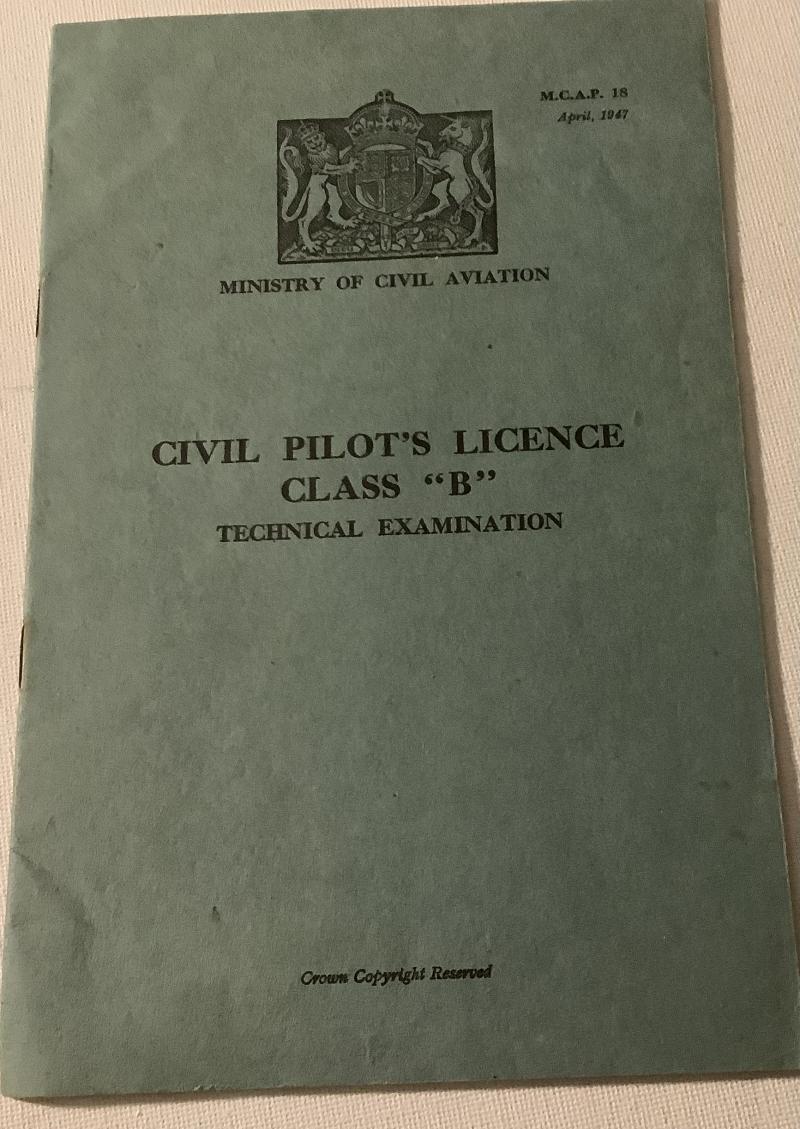 M.C.A.P. 18
April, 1947
MINISTRY OF CIVIL AVIATION
CIVIL PILOT'S LICENCE
CLASS “B”
TECHNICAL EXAMINATION
Crown Copyright Reserved